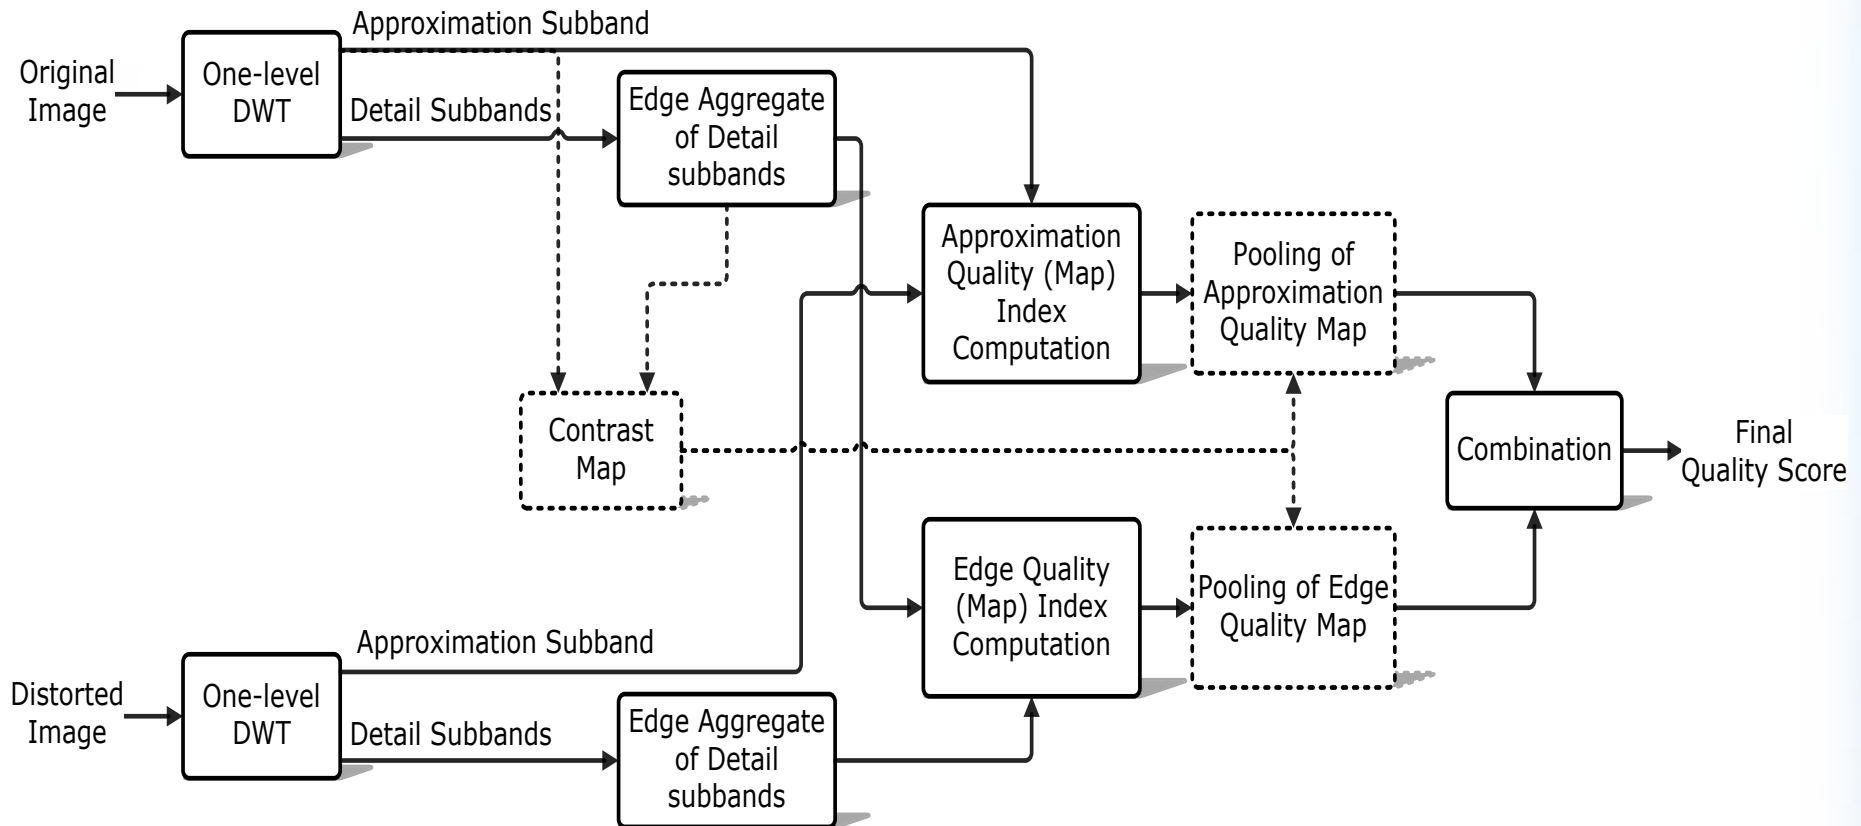 Approximation Subband
Original
Image
One-level
DWT
Detail Subbands
Edge Aggregate
of Detail
subbands
Approximation
Quality (Map)
Index
Computation
Pooling of
Approximation
Quality Map
Contrast
Map
Combination
Final
Quality Score
Edge Quality
(Map) Index
Computation
Pooling of Edge
Quality Map
Approximation Subband
Distorted
Image
One-level
DWT
Detail Subbands
Edge Aggregate
of Detail
subbands